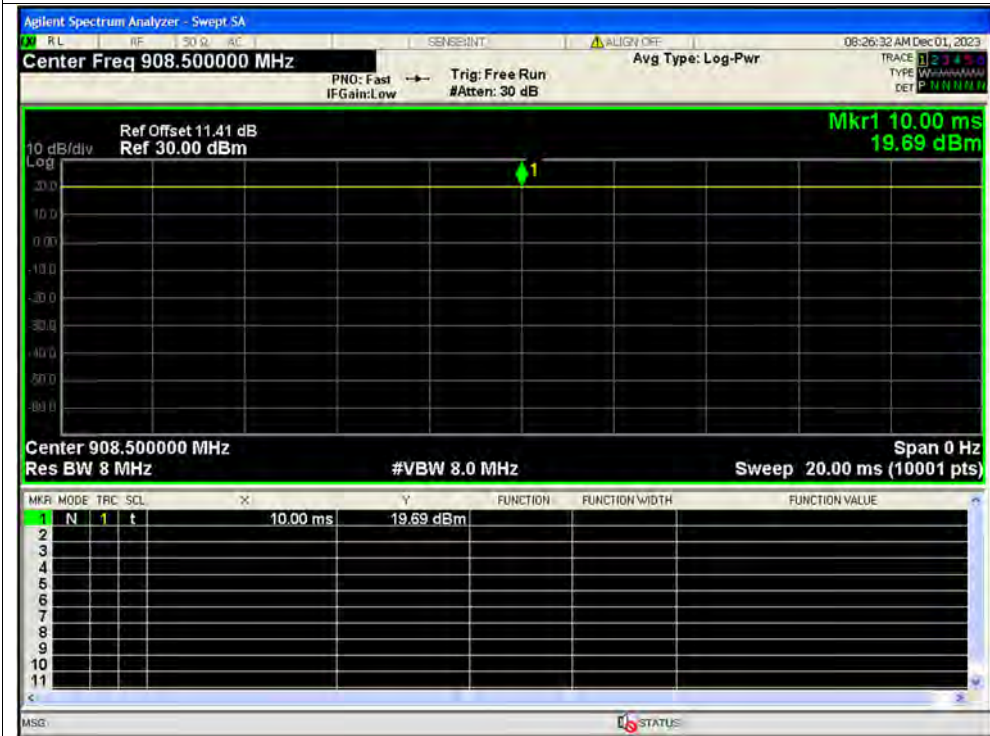 Agilent Spectrum Analyzer - Swept SA
RL RF 50 Ω AC SENSE:INT ALIGN OFF 08:26:32 AM Dec 01, 2023
Center Freq 908.500000 MHz
PNO: Fast
IFGain:Low
Trig: Free Run
#Atten: 30 dB
Avg Type: Log-Pwr
TRACE 1 2 3 4 5 6
TYPE W
DET P N N N N N
Mkr1 10.00 ms
19.69 dBm
Ref Offset 11.41 dB
10 dB/div Ref 30.00 dBm
Log
1
20.0
10.0
0.00
-10.0
-20.0
-30.0
-40.0
-50.0
-60.0
Center 908.500000 MHz Span 0 Hz
Res BW 8 MHz #VBW 8.0 MHz Sweep 20.00 ms (10001 pts)
MKR MODE TRC SCL X Y FUNCTION FUNCTION WIDTH FUNCTION VALUE
1 N 1 t 10.00 ms 19.69 dBm
2
3
4
5
6
7
8
9
10
11
MSG STATUS